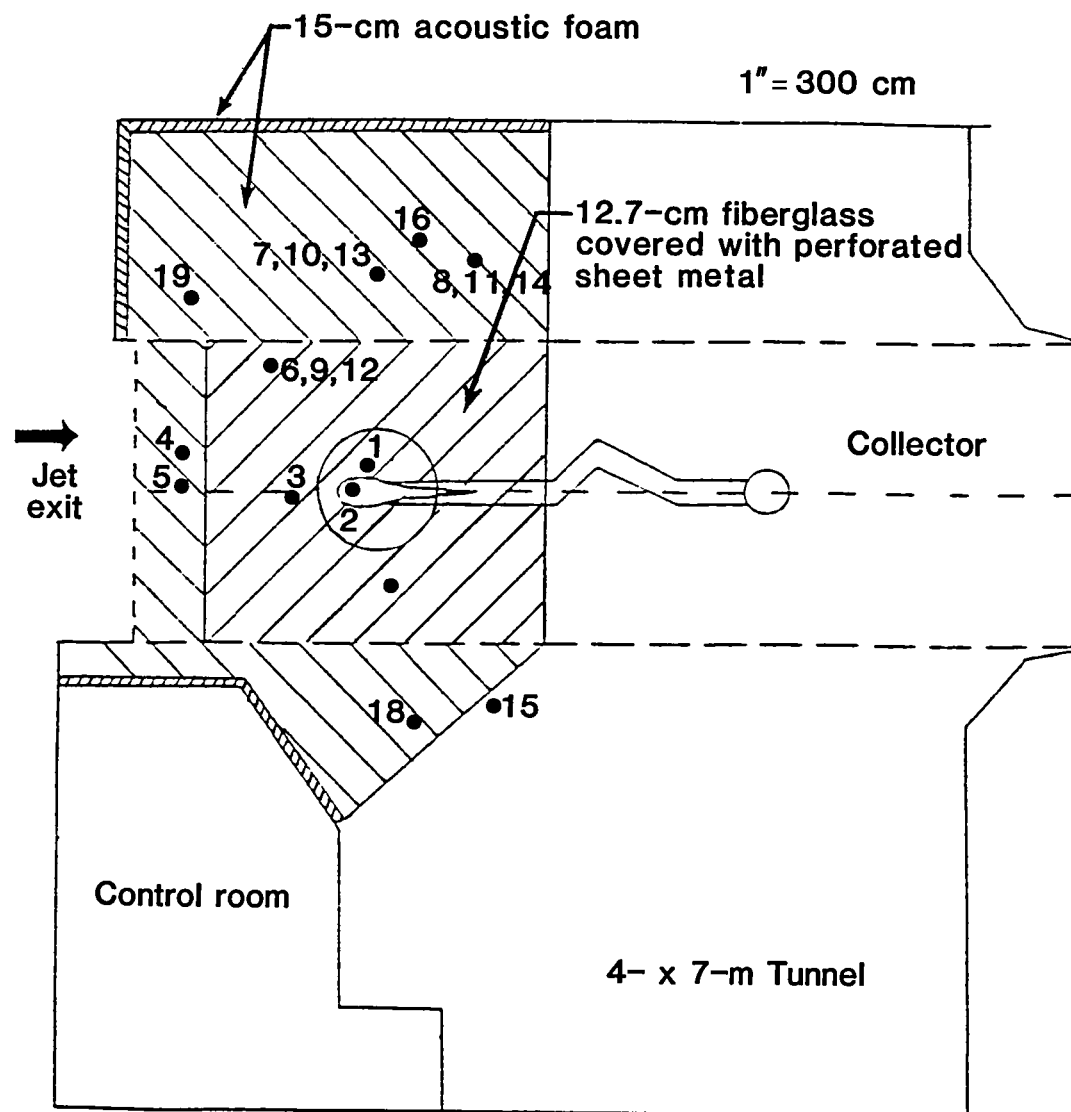 15-cm acoustic foam
1" = 300 cm
16
12.7-cm fiberglass
covered with perforated
sheet metal
7, 10, 13
8, 11, 14
19
6, 9, 12
4
1
Collector
Jet
exit
5
3
2
18
15
Control room
4- x 7-m Tunnel